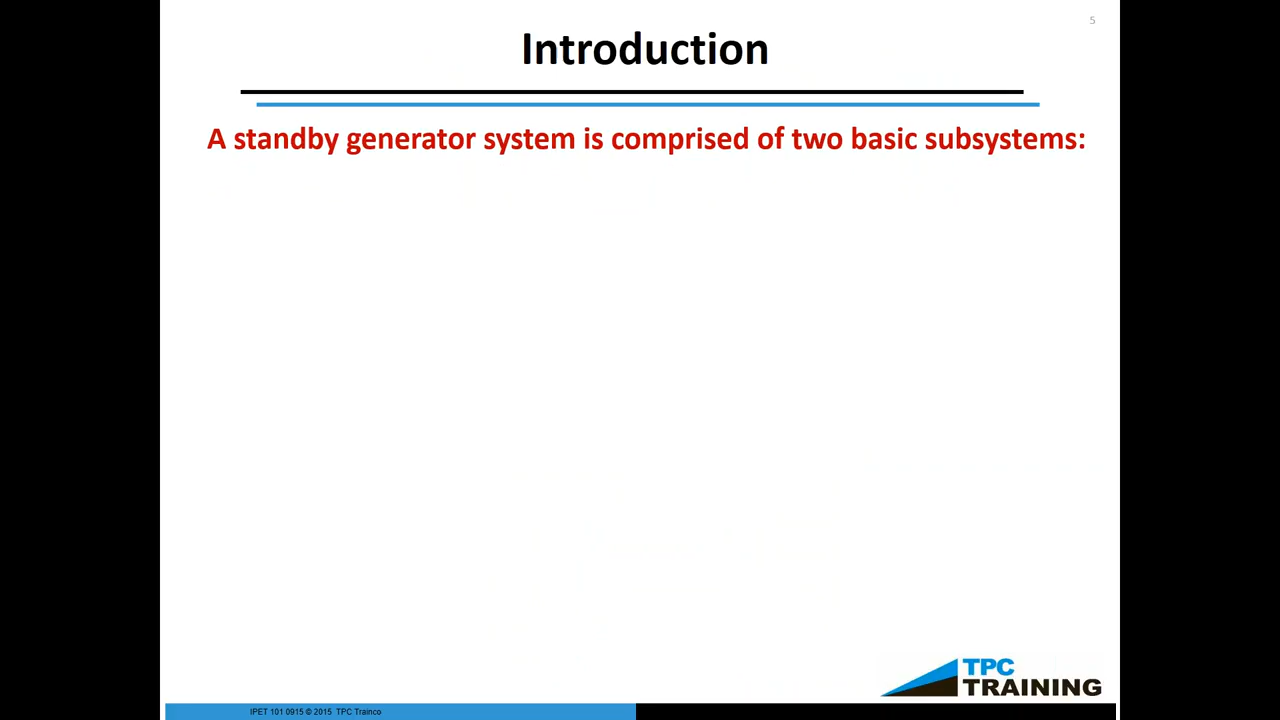 5
Introduction
A standby generator system is comprised of two basic subsystems:
TPC
TRAINING
IPET 101 0915 © 2015 TPC Trainco